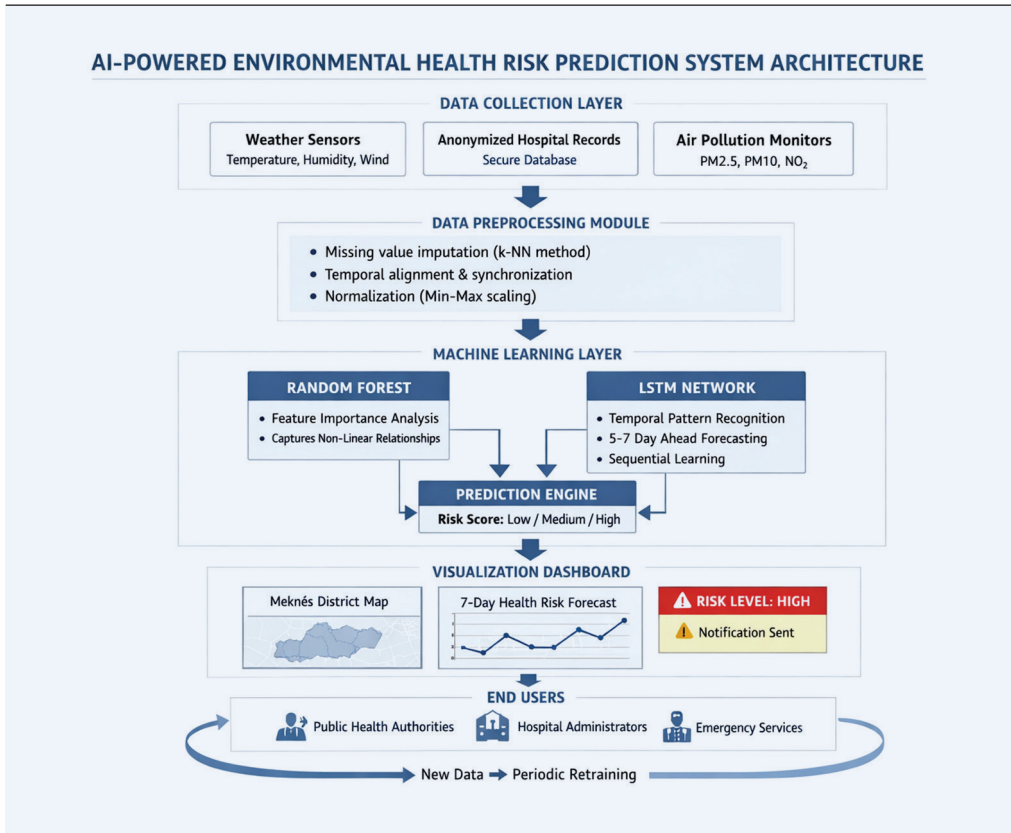 AI-POWERED ENVIRONMENTAL HEALTH RISK PREDICTION SYSTEM ARCHITECTURE
DATA COLLECTION LAYER
Weather Sensors
Temperature, Humidity, Wind
Anonymized Hospital Records
Secure Database
Air Pollution Monitors
PM2.5, PM10, NO₂
DATA PREPROCESSING MODULE
• Missing value imputation (k-NN method)
• Temporal alignment & synchronization
• Normalization (Min-Max scaling)
MACHINE LEARNING LAYER
RANDOM FOREST
• Feature Importance Analysis
• Captures Non-Linear Relationships
LSTM NETWORK
• Temporal Pattern Recognition
• 5-7 Day Ahead Forecasting
• Sequential Learning
PREDICTION ENGINE
Risk Score: Low / Medium / High
VISUALIZATION DASHBOARD
Meknés District Map
7-Day Health Risk Forecast
RISK LEVEL: HIGH
Notification Sent
END USERS
Public Health Authorities
Hospital Administrators
Emergency Services
New Data → Periodic Retraining